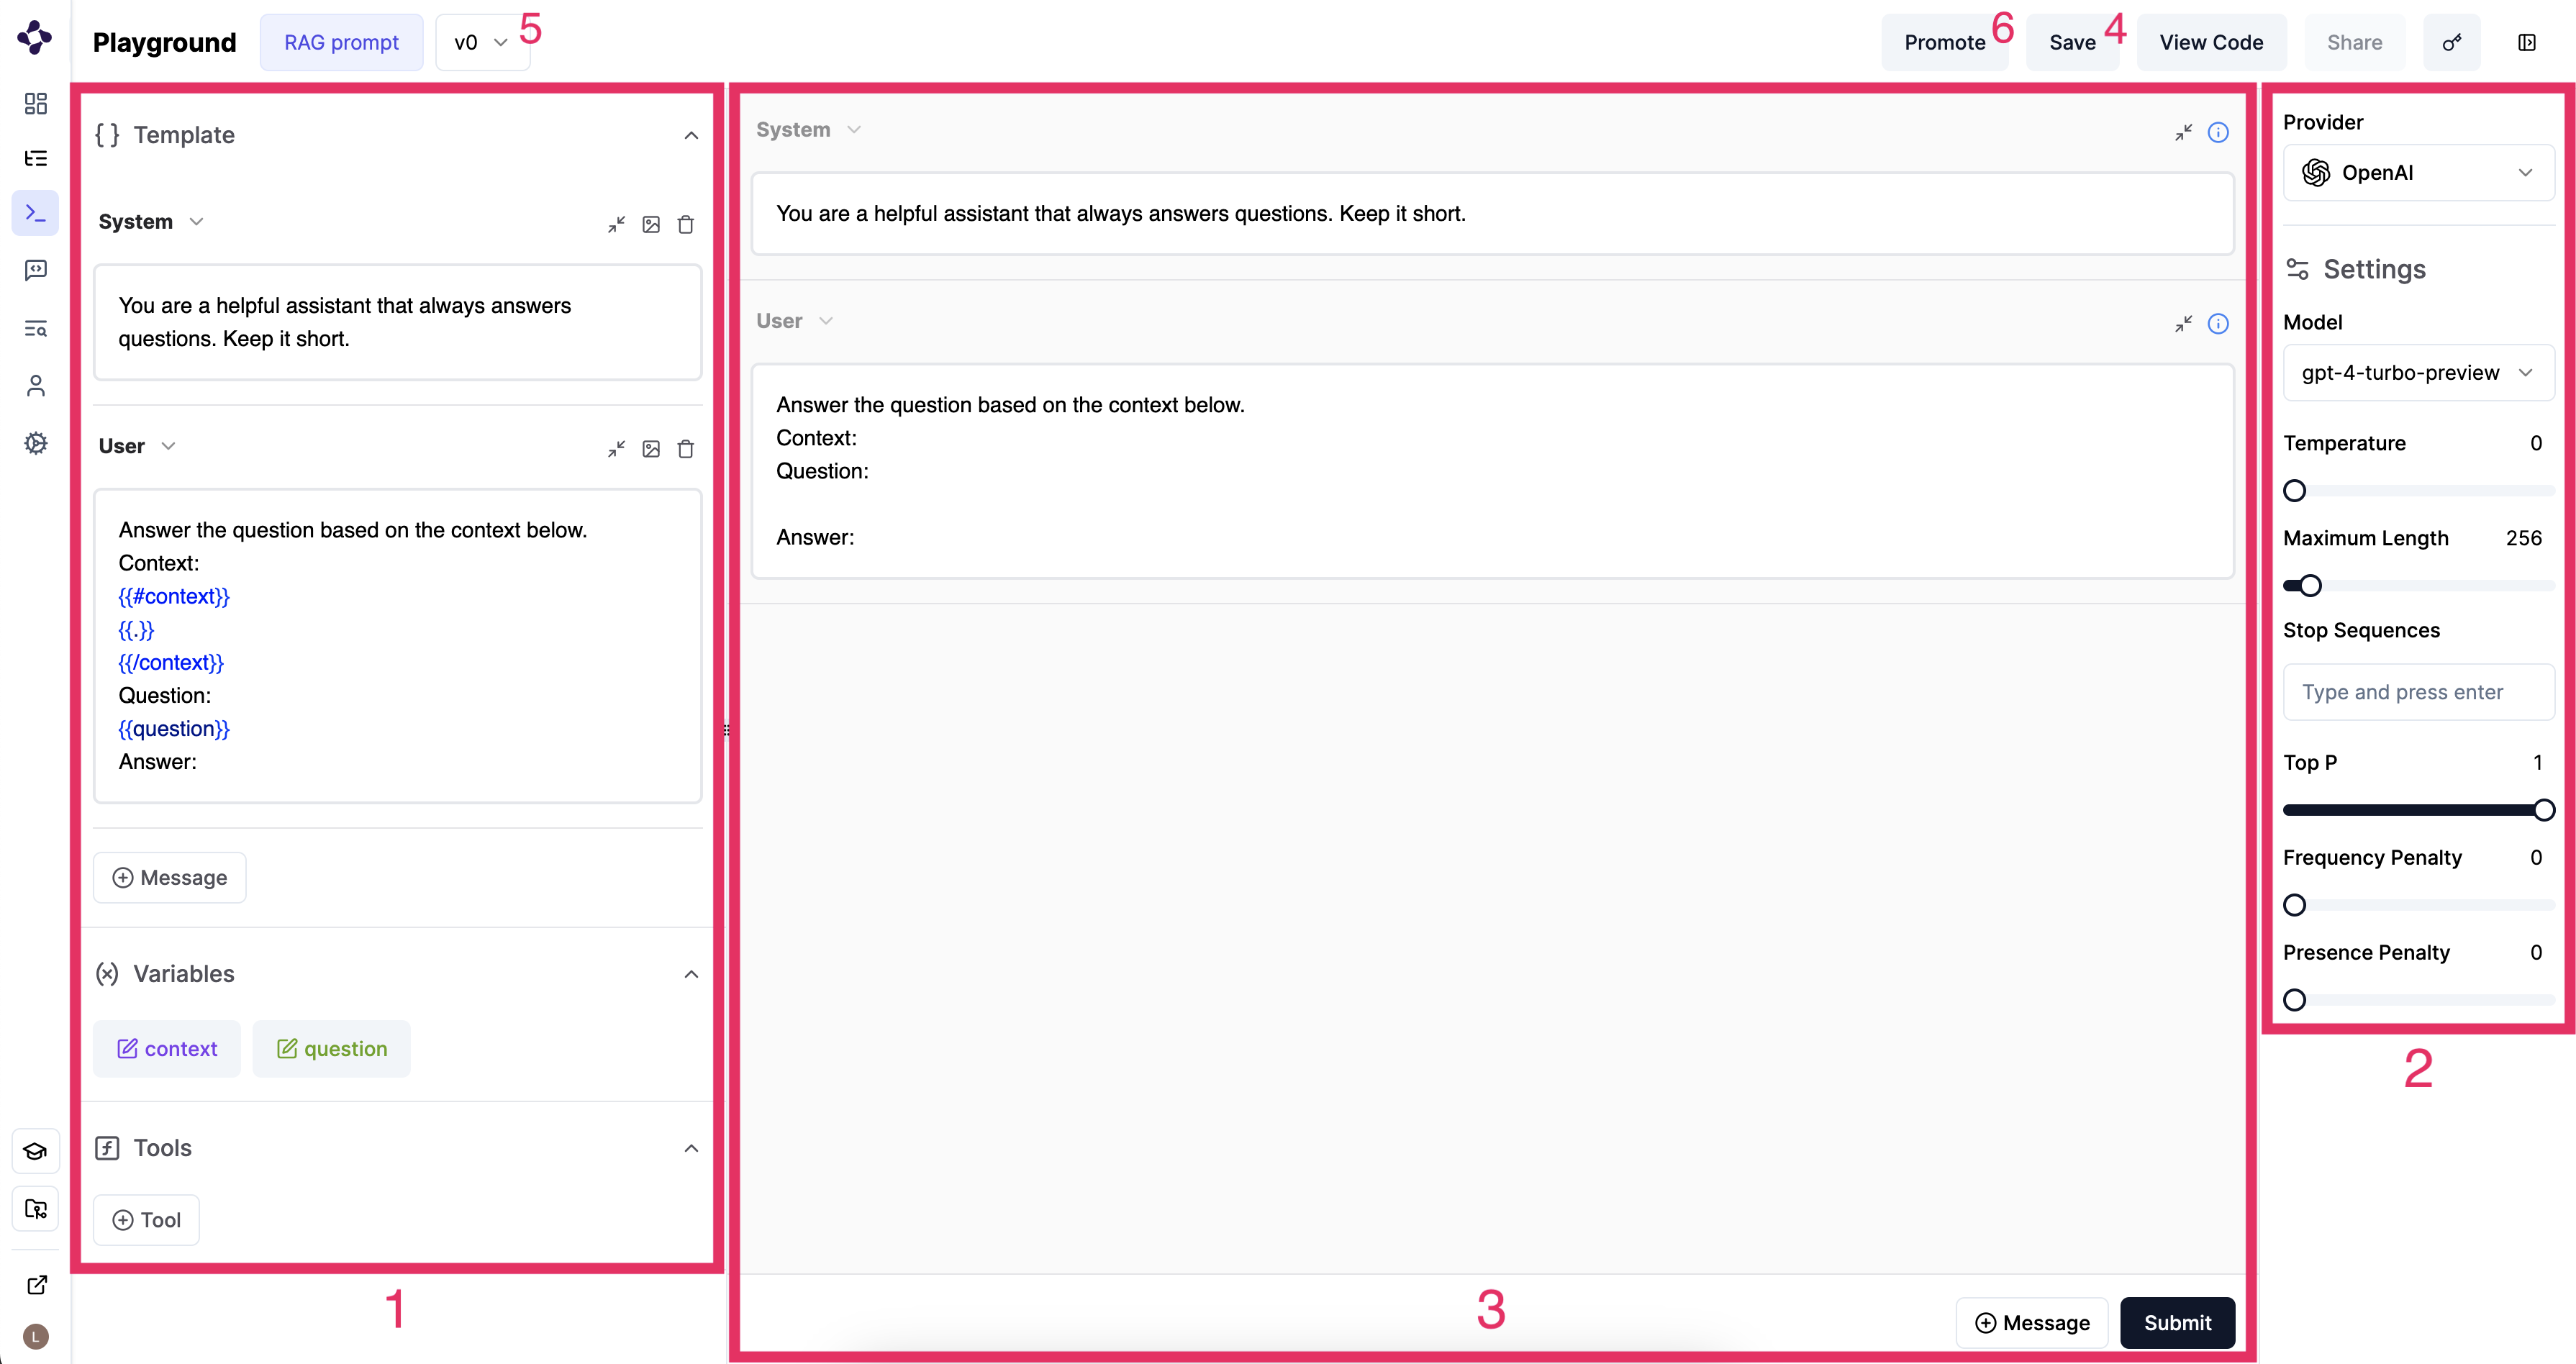 Playground
RAG prompt
v0
5
Promote
6
Save
4
View Code
Share
Template
System
You are a helpful assistant that always answers
questions. Keep it short.
User
Answer the question based on the context below.
Context:
{{#context}}
{{.}}
{{/context}}
Question:
{{question}}
Answer:
Message
Variables
context
question
Tools
Tool
1
L
System
You are a helpful assistant that always answers questions. Keep it short.
User
Answer the question based on the context below.
Context:
Question:
Answer:
3
Message
Submit
Provider
OpenAI
Settings
Model
gpt-4-turbo-preview
Temperature 0
Maximum Length 256
Stop Sequences
Type and press enter
Top P 1
Frequency Penalty 0
Presence Penalty 0
2